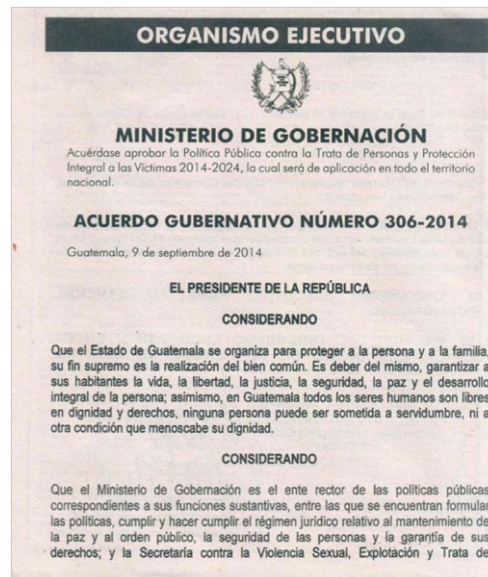 ORGANISMO EJECUTIVO
MINISTERIO DE GOBERNACIÓN
Acuérdase aprobar la Política Pública contra la Trata de Personas y Protección
Integral a las Víctimas 2014-2024, la cual será de aplicación en todo el territorio
nacional.
ACUERDO GUBERNATIVO NÚMERO 306-2014
Guatemala, 9 de septiembre de 2014
EL PRESIDENTE DE LA REPÚBLICA
CONSIDERANDO
Que el Estado de Guatemala se organiza para proteger a la persona y a la familia,
su fin supremo es la realización del bien común. Es deber del mismo, garantizar a
sus habitantes la vida, la libertad, la justicia, la seguridad, la paz y el desarrollo
integral de la persona; asimismo, en Guatemala todos los seres humanos son libres
en dignidad y derechos, ninguna persona puede ser sometida a servidumbre, ni a
otra condición que menoscabe su dignidad.
CONSIDERANDO
Que el Ministerio de Gobernación es el ente rector de las políticas públicas
correspondientes a sus funciones sustantivas, entre las que se encuentran formular
las políticas, cumplir y hacer cumplir el régimen jurídico relativo al mantenimiento de
la paz y al orden público, la seguridad de las personas y la garantía de sus
derechos; y la Secretaría contra la Violencia Sexual, Explotación y Trata de